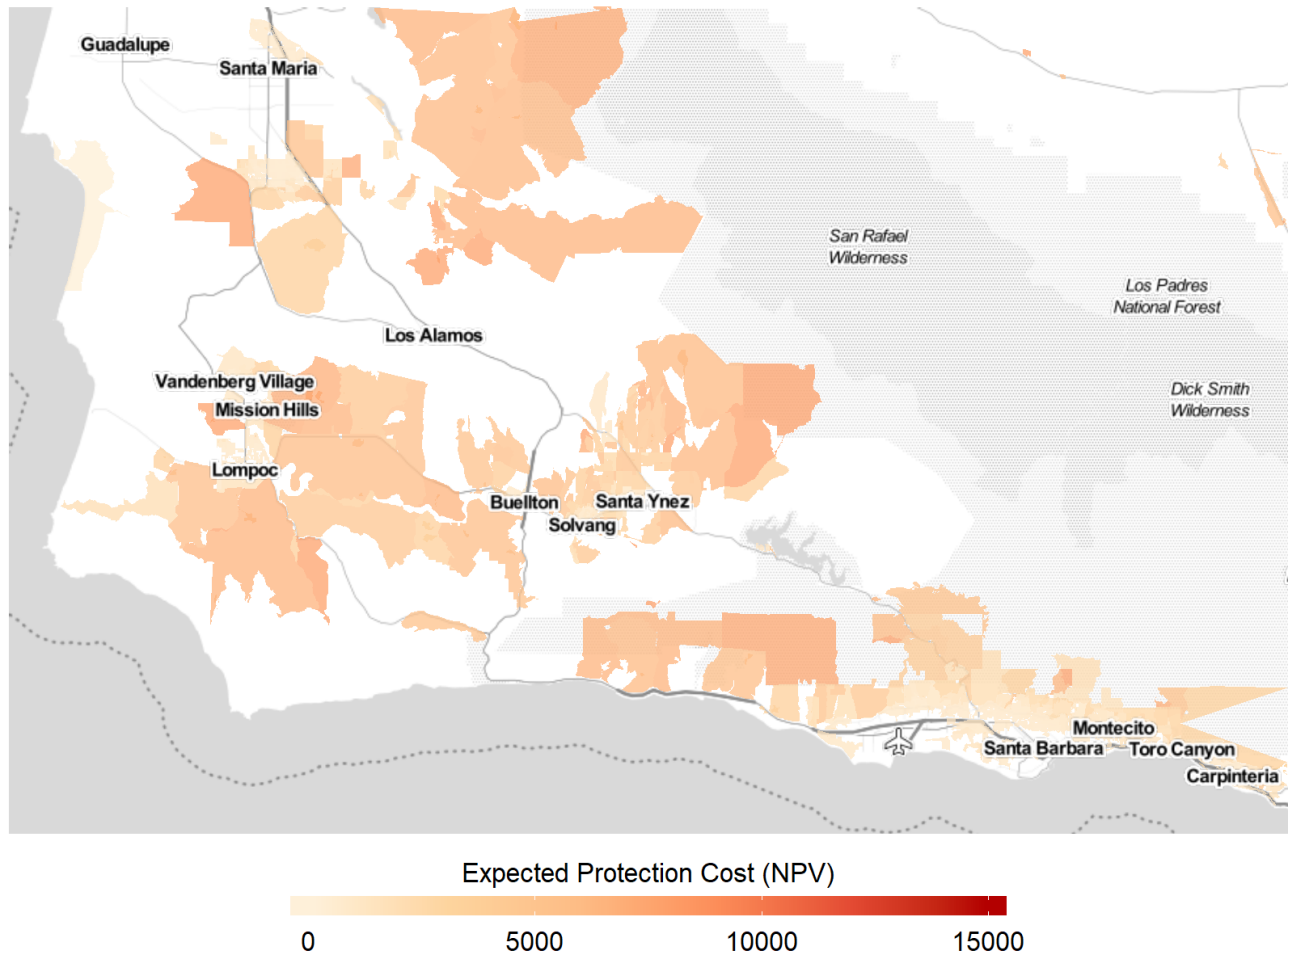 Guadalupe
Santa Maria
San Rafael
Wilderness
Los Padres
National Forest
Los Alamos
Vandenberg Village
Mission Hills
Dick Smith
Wilderness
Lompoc
Buellton
Santa Ynez
Solvang
Montecito
Santa Barbara
Toro Canyon
Carpinteria
Expected Protection Cost (NPV)
0
5000
10000
15000